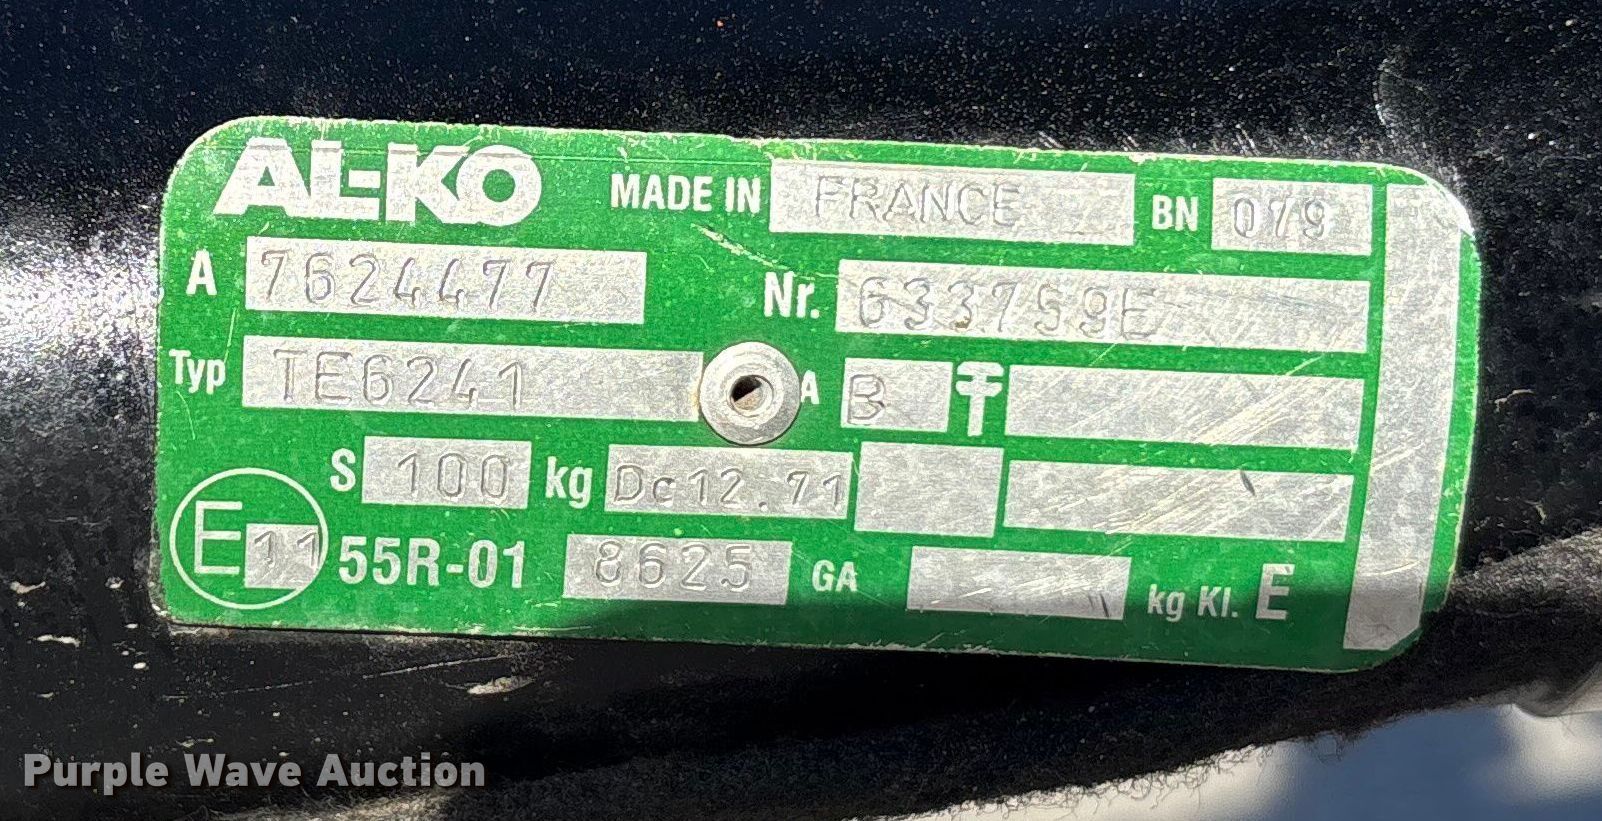 AL-KO MADE IN FRANCE BN 079
A 7624477 Nr. 633759E
Typ TE6241 A B
S 100 kg Dc12.71
E 11 55R-01 8625 GA kg Kl. E
Purple Wave Auction